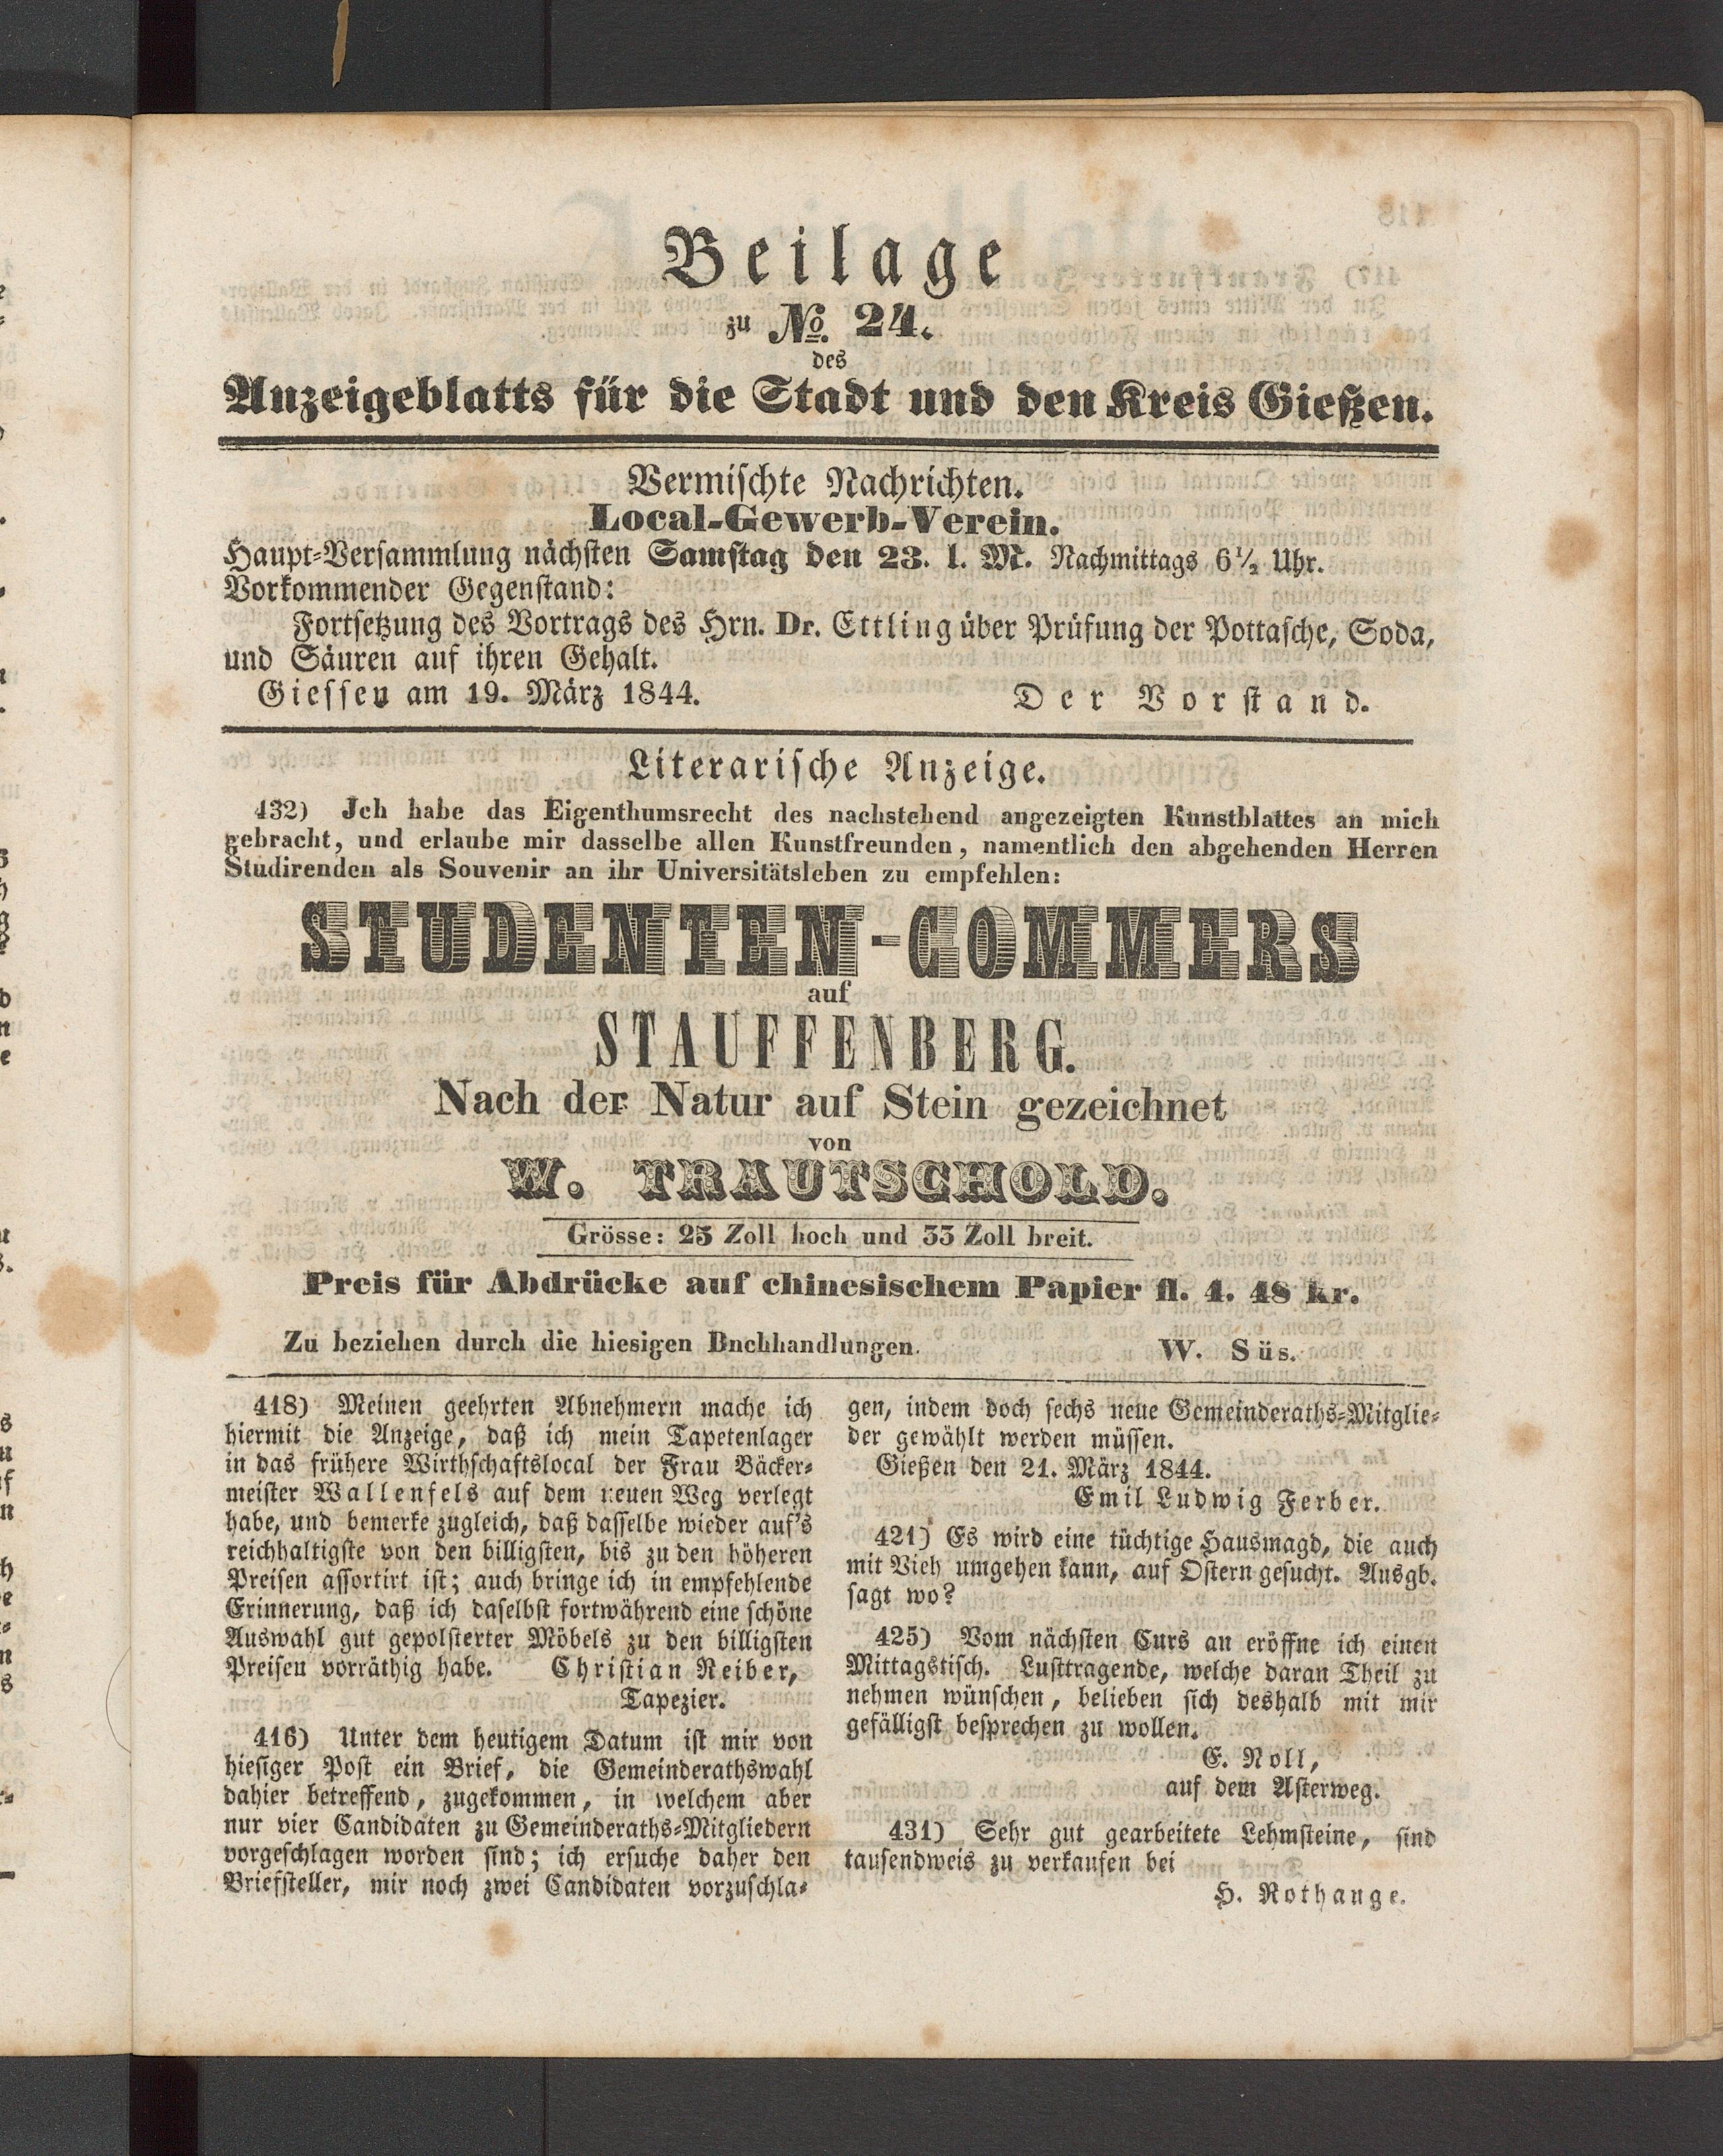 Beilage
zu No. 24.
des
Anzeigeblatts für die Stadt und den Kreis Gießen.
Vermischte Nachrichten.
Local-Gewerb-Verein.
Haupt-Versammlung nächsten Samstag den 23. l. M. Nachmittags 6½ Uhr.
Vorkommender Gegenstand:
Fortsetzung des Vortrags des Hrn. Dr. Ettling über Prüfung der Pottasche, Soda,
und Säuren auf ihren Gehalt.
Giessen am 19. März 1844. Der Vorstand.
Literarische Anzeige.
432) Jch habe das Eigenthumsrecht des nachstehend angezeigten Kunstblattes an mich
gebracht, und erlaube mir dasselbe allen Kunstfreunden, namentlich den abgehenden Herren
Studirenden als Souvenir an ihr Universitätsleben zu empfehlen:
STUDENTEN-COMMERS
auf
STAUFFENBERG.
Nach der Natur auf Stein gezeichnet
von
W. TRAUTSCHOLD.
Grösse: 25 Zoll hoch und 33 Zoll breit.
Preis für Abdrücke auf chinesischem Papier fl. 4. 48 kr.
Zu beziehen durch die hiesigen Bnchhandlungen. W. Süs.
418) Meinen geehrten Abnehmern mache ich
hiermit die Anzeige, daß ich mein Tapetenlager
in das frühere Wirthschaftslocal der Frau Bäcker-
meister Wallenfels auf dem neuen Weg verlegt
habe, und bemerke zugleich, daß dasselbe wieder auf's
reichhaltigste von den billigsten, bis zu den höheren
Preisen assortirt ist; auch bringe ich in empfehlende
Erinnerung, daß ich daselbst fortwährend eine schöne
Auswahl gut gepolsterter Möbels zu den billigsten
Preisen vorräthig habe. Christian Reiber,
Tapezier.
416) Unter dem heutigem Datum ist mir von
hiesiger Post ein Brief, die Gemeinderathswahl
dahier betreffend, zugekommen, in welchem aber
nur vier Candidaten zu Gemeinderaths-Mitgliedern
vorgeschlagen worden sind; ich ersuche daher den
Briefsteller, mir noch zwei Candidaten vorzuschla-
gen, indem doch sechs neue Gemeinderaths-Mitglie-
der gewählt werden müssen.
Gießen den 21. März 1844.
Emil Ludwig Ferber.
421) Es wird eine tüchtige Hausmagd, die auch
mit Vieh umgehen kann, auf Ostern gesucht. Ausgb.
sagt wo?
425) Vom nächsten Curs an eröffne ich einen
Mittagstisch. Lusttragende, welche daran Theil zu
nehmen wünschen, belieben sich deshalb mit mir
gefälligst besprechen zu wollen.
E. Noll,
auf dem Asterweg.
431) Sehr gut gearbeitete Lehmsteine, sind
tausendweis zu verkaufen bei
H. Rothange.